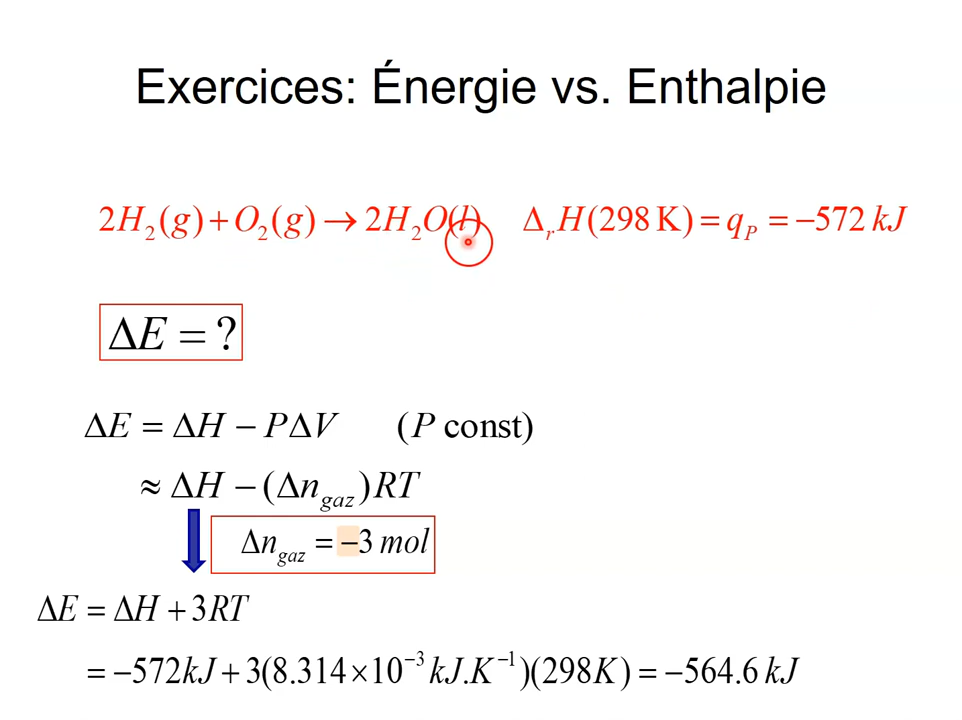 Exercices: Énergie vs. Enthalpie
2H₂(g) + O₂(g) → 2H₂O(l) Δ_rH(298 K) = q_P = −572 kJ
ΔE = ?
ΔE = ΔH − PΔV (P const)
≈ ΔH − (Δn_gaz)RT
Δn_gaz = −3 mol
ΔE = ΔH + 3RT
= −572kJ + 3(8.314×10⁻³ kJ.K⁻¹)(298K) = −564.6 kJ